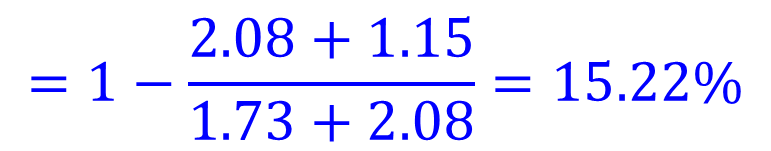 = 1 − (2.08 + 1.15)/(1.73 + 2.08) = 15.22%